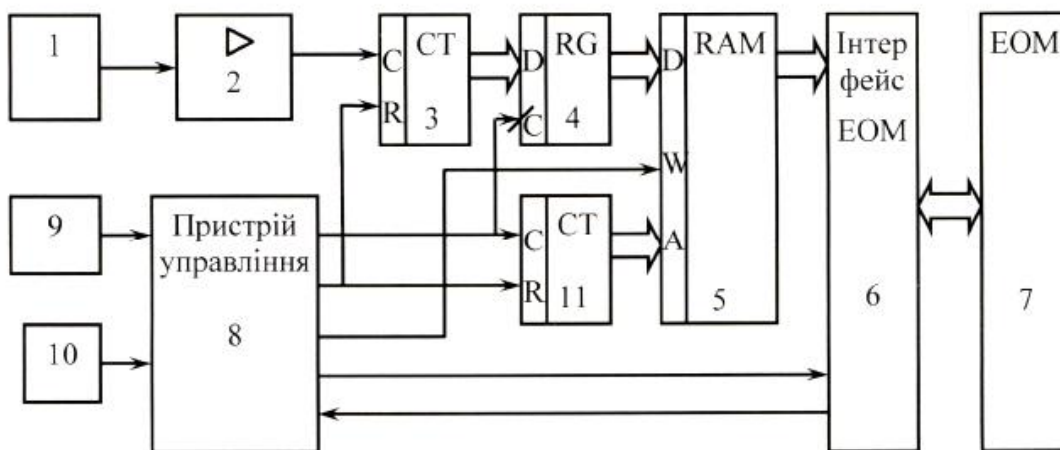 1
2
C
R
CT
3
D
C
RG
4
D
W
A
RAM
5
Інтер
фейс
ЕОМ
6
ЕОМ
7
9
10
Пристрій
управління
8
C
R
CT
11